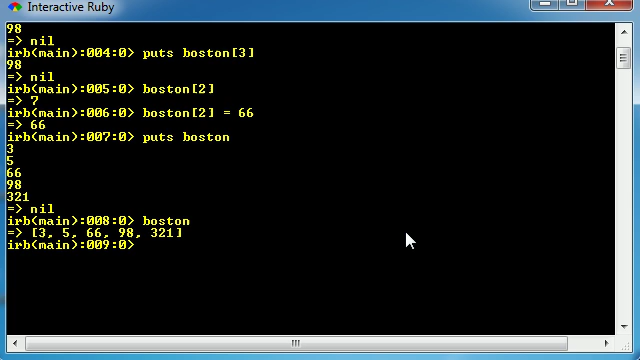 Interactive Ruby
98
=> nil
irb(main):004:0> puts boston[3]
98
=> nil
irb(main):005:0> boston[2]
=> 7
irb(main):006:0> boston[2] = 66
=> 66
irb(main):007:0> puts boston
3
5
66
98
321
=> nil
irb(main):008:0> boston
=> [3, 5, 66, 98, 321]
irb(main):009:0>